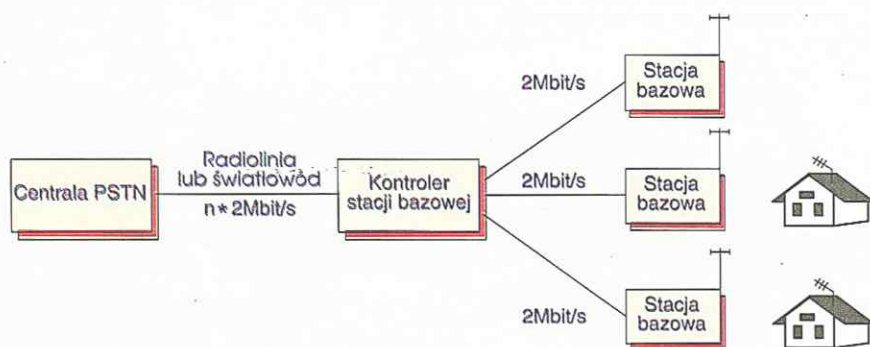 Centrala PSTN
Radiolinia
lub światłowód
n* 2Mbit/s
Kontroler
stacji bazowej
2Mbit/s
Stacja
bazowa
2Mbit/s
Stacja
bazowa
2Mbit/s
Stacja
bazowa